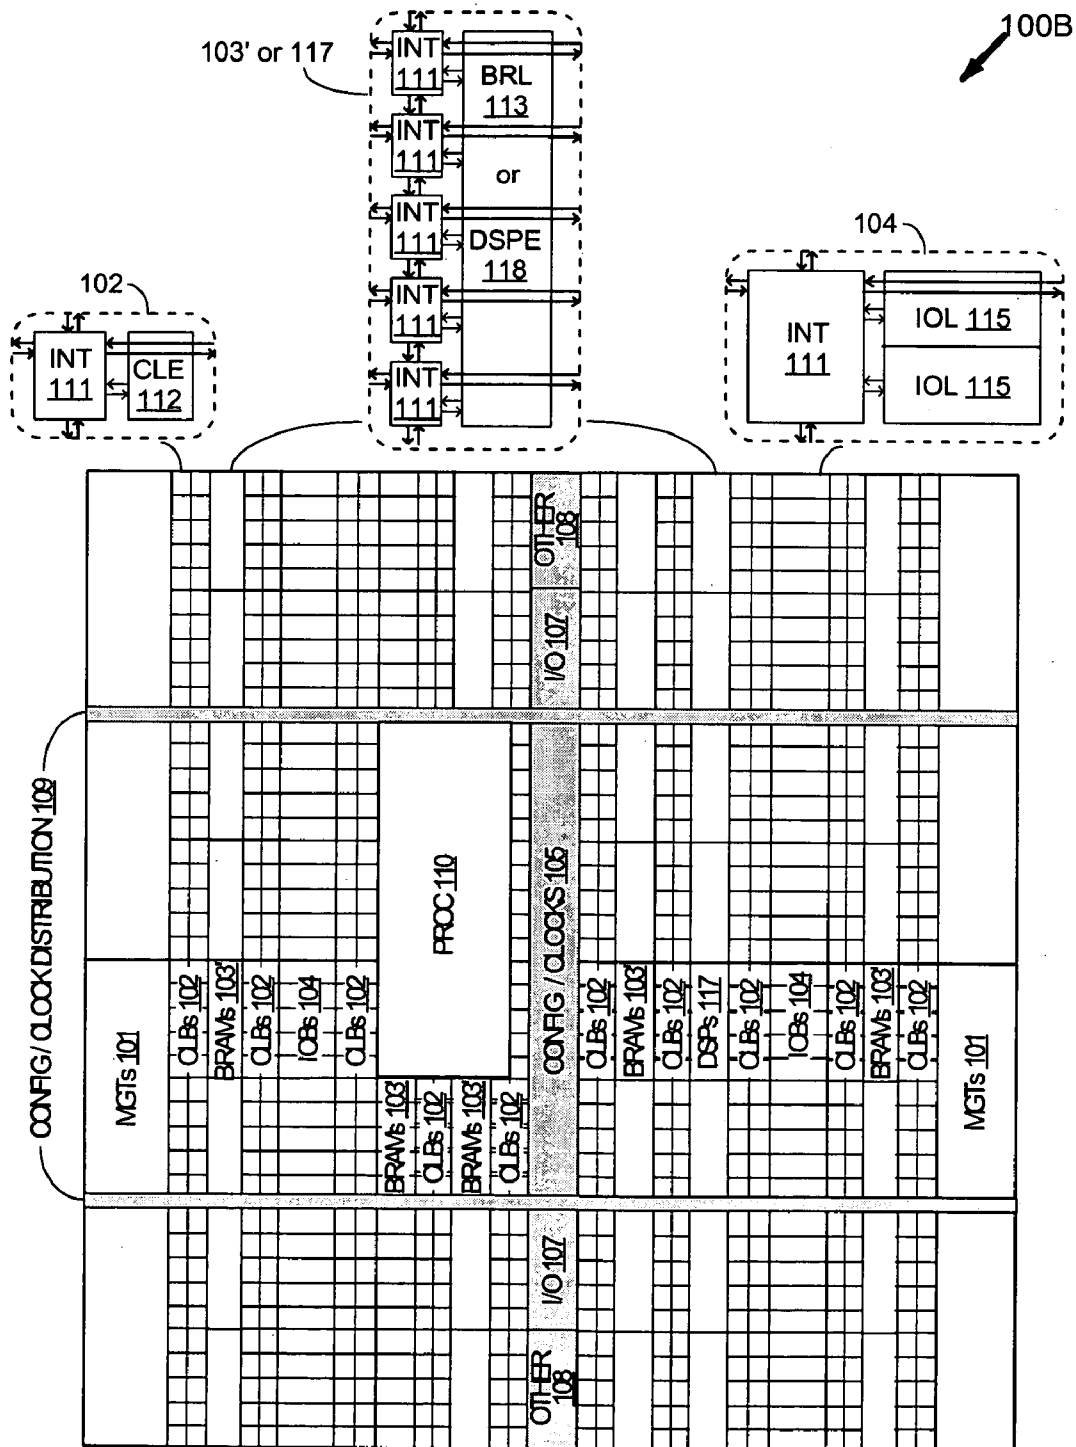 100B
103' or 117
INT
111
INT
111
INT
111
INT
111
INT
111
BRL
113
or
DSPE
118
104
INT
111
IOL 115
IOL 115
102
INT
111
CLE
112
OTHER
108
I/O 107
CONFIG / CLOCK DISTRIBUTION 109
PROC 110
CONFIG / CLOCKS 105
MGTs 101
CLBs 102
BRAMs 103'
CLBs 102
IOBs 104
CLBs 102
BRAMs 103'
CLBs 102
BRAMs 103'
CLBs 102
CLBs 102
BRAMs 103'
CLBs 102
DSPs 117
CLBs 102
IOBs 104
CLBs 102
BRAMs 103'
CLBs 102
MGTs 101
I/O 107
OTHER
108